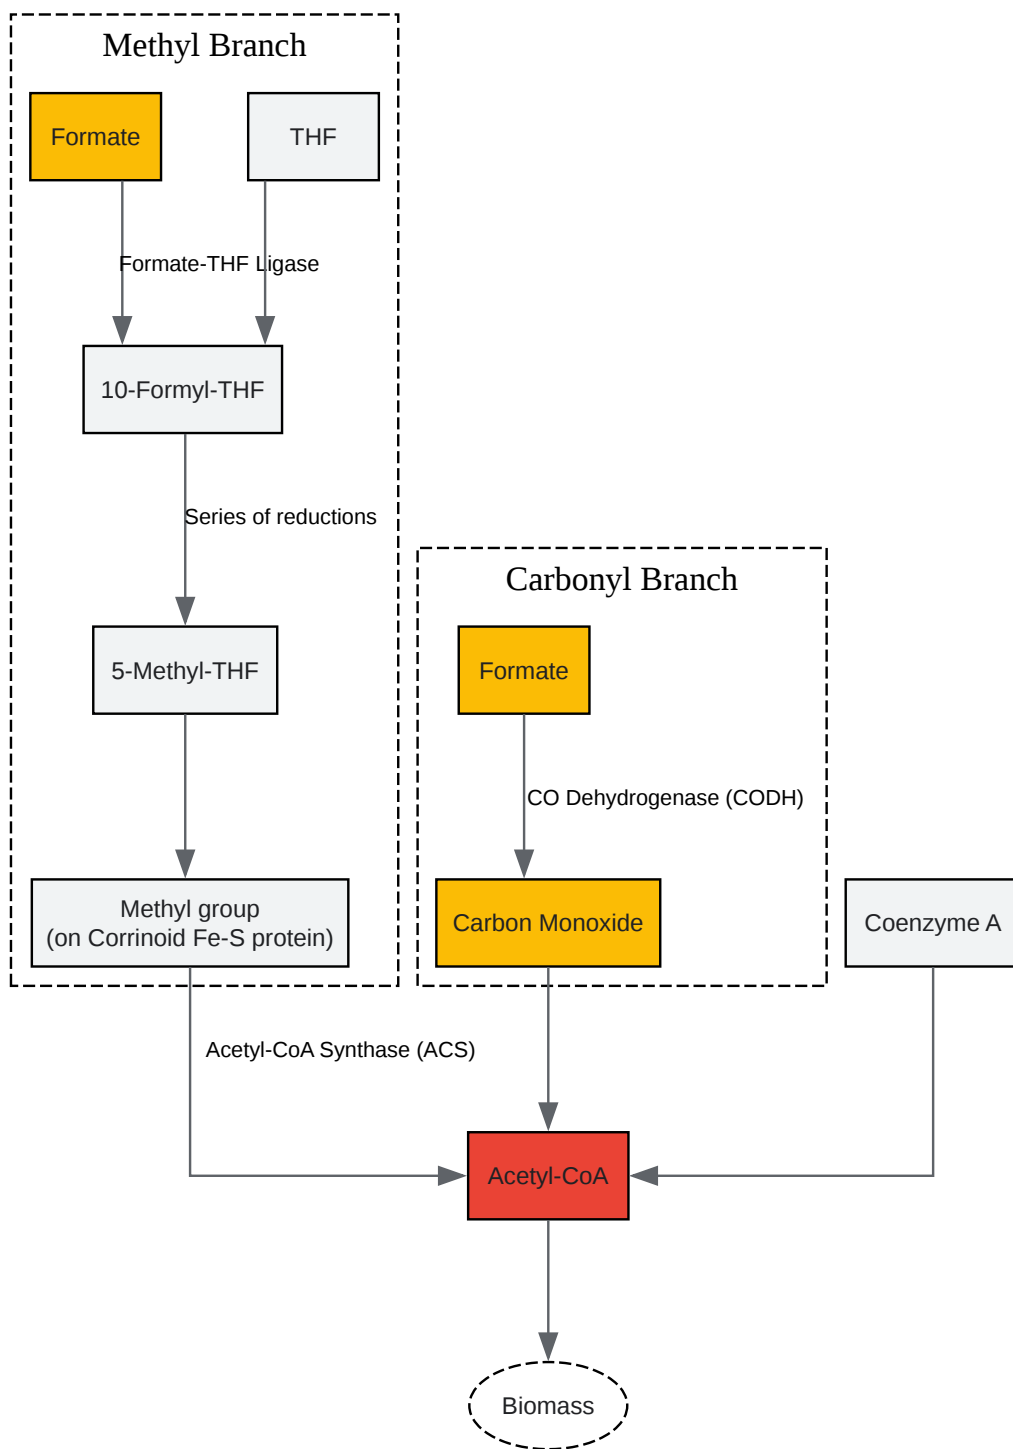 Methyl Branch
Formate
THF
Formate-THF Ligase
10-Formyl-THF
Series of reductions
5-Methyl-THF
Methyl group
(on Corrinoid Fe-S protein)
Carbonyl Branch
Formate
CO Dehydrogenase (CODH)
Carbon Monoxide
Coenzyme A
Acetyl-CoA Synthase (ACS)
Acetyl-CoA
Biomass